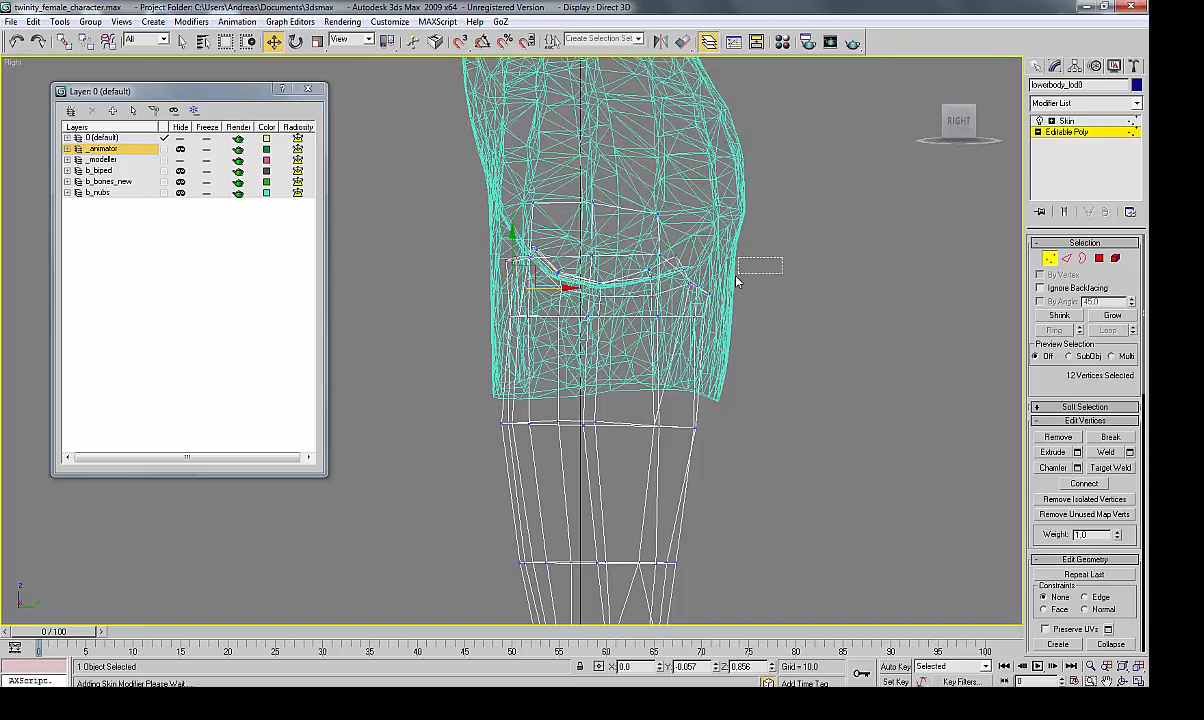 twinity_female_character.max - Project Folder: C:\Users\Andreas\Documents\3dsmax - Autodesk 3ds Max 2009 x64 - Unregistered Version - Display : Direct 3D
File Edit Tools Group Views Create Modifiers Animation Graph Editors Rendering Customize MAXScript Help GoZ
All View Create Selection Set
Right
Layer: 0 (default)
Layers Hide Freeze Render Color Radiosity
0 (default)
_animator
_modeller
b_biped
b_bones_new
b_nubs
RIGHT
lowerbody_lod0
Modifier List
Skin
Editable Poly
Selection
By Vertex
Ignore Backfacing
By Angle: 45,0
Shrink Grow
Ring Loop
Preview Selection
Off SubObj Multi
12 Vertices Selected
Soft Selection
Edit Vertices
Remove Break
Extrude Weld
Chamfer Target Weld
Connect
Remove Isolated Vertices
Remove Unused Map Verts
Weight: 1,0
Edit Geometry
Repeat Last
Constraints
None Edge
Face Normal
Preserve UVs
Create Collapse
z
0 / 100
0 5 10 15 20 25 30 35 40 45 50 55 60 65 70 75 80 85 90 95 100
1 Object Selected X: 0,0 Y: -0,057 Z: 0,856 Grid = 10,0 Auto Key Selected
AXScript. Adding Skin Modifier Please Wait... Add Time Tag Set Key Key Filters... 0